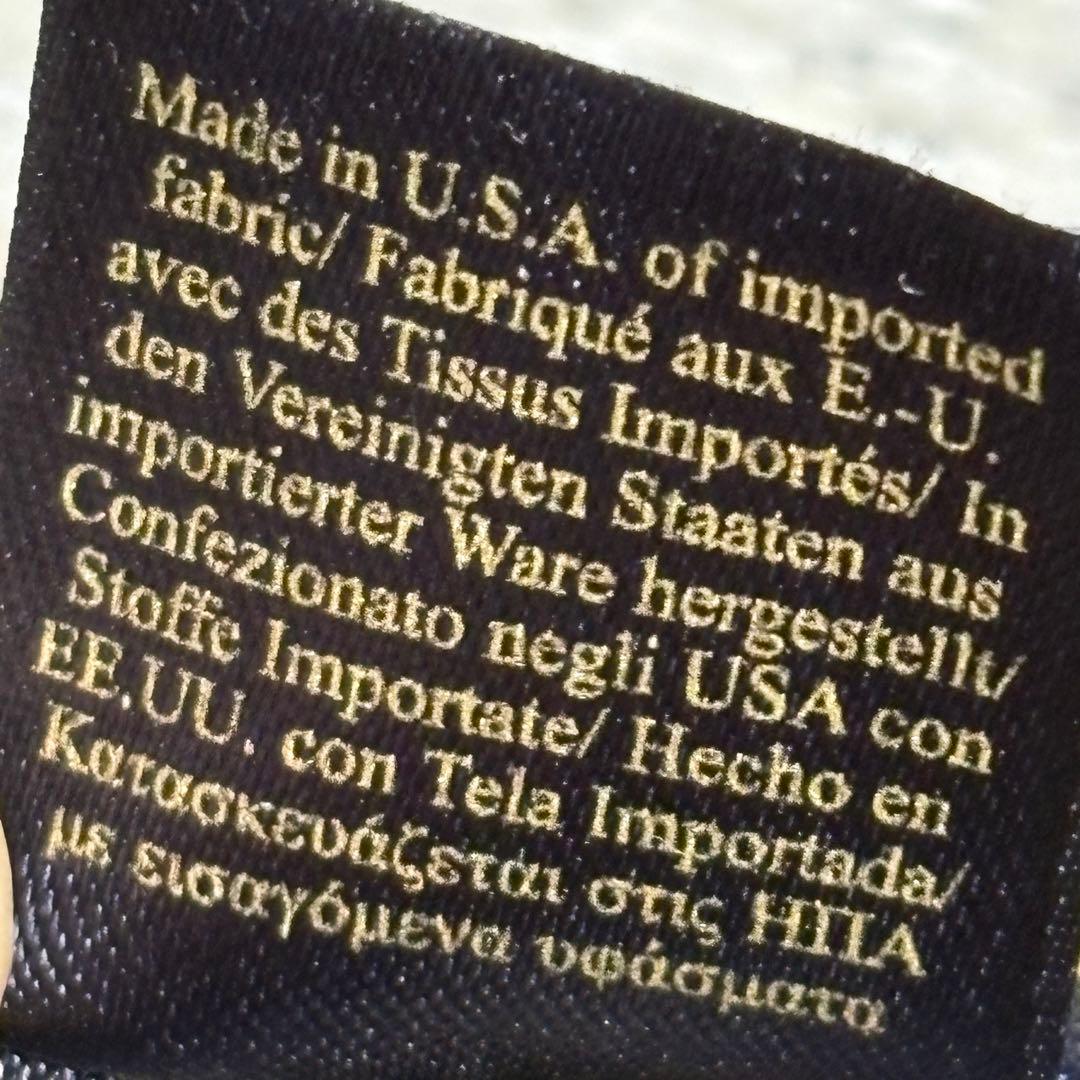 Made in U.S.A. of imported
fabric/ Fabriqué aux E.-U.
avec des Tissus Importés/ In
den Vereinigten Staaten aus
importierter Ware hergestellt/
Confezionato negli USA con
Stoffe Importate/ Hecho en
EE.UU. con Tela Importada/
Κατασκευάζεται στις ΗΠΑ
με εισαγόμενα υφάσματα